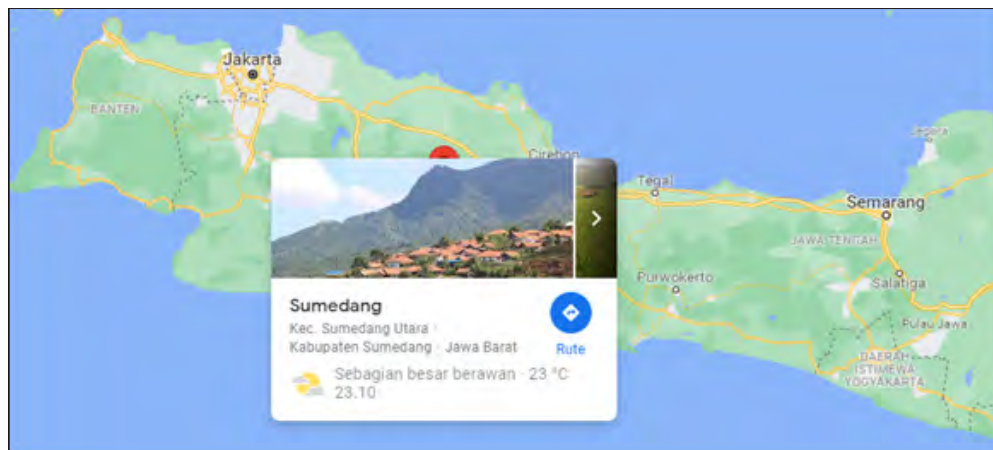 Jakarta
BANTEN
Cirebon
Jepara
Tegal
Semarang
JAWA TENGAH
Purwokerto
Salatiga
Pulau Jawa
DAERAH
ISTIMEWA
YOGYAKARTA
Sumedang
Kec. Sumedang Utara ·
Kabupaten Sumedang · Jawa Barat
Rute
Sebagian besar berawan · 23 °C
23.10